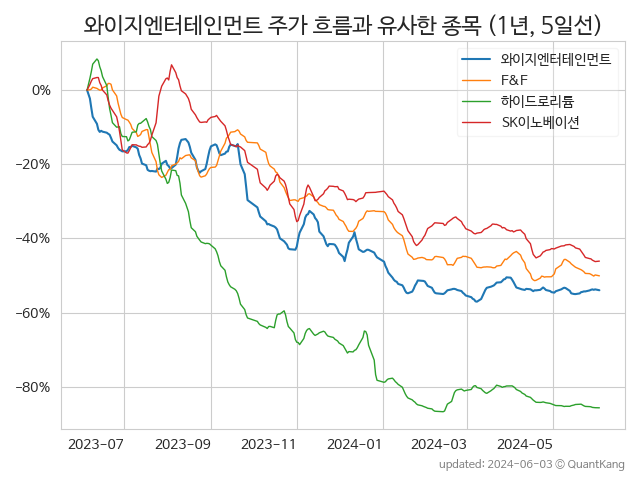 와이지엔터테인먼트 주가 흐름과 유사한 종목 (1년, 5일선)
와이지엔터테인먼트
F&F
하이드로리튬
SK이노베이션
0%
−20%
−40%
−60%
−80%
2023-07 2023-09 2023-11 2024-01 2024-03 2024-05
updated: 2024-06-03 © QuantKang